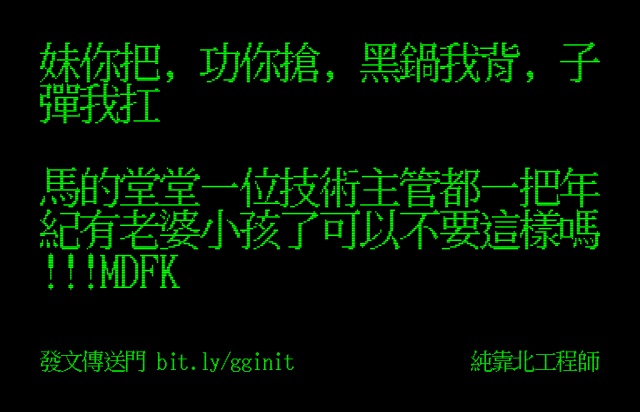 妹你把，功你搶，黑鍋我背，子
彈我扛
馬的堂堂一位技術主管都一把年
紀有老婆小孩了可以不要這樣嗎
!!!MDFK
發文傳送門 bit.ly/gginit
純靠北工程師